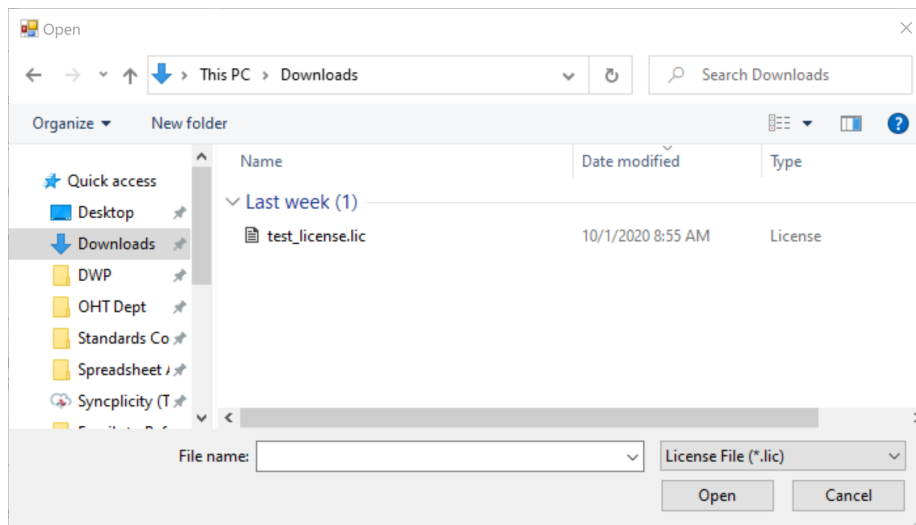 Open
This PC > Downloads
Search Downloads
Organize
New folder
Name
Date modified
Type
Quick access
Desktop
Downloads
DWP
OHT Dept
Standards Co
Spreadsheet
Syncplicity (T
Last week (1)
test_license.lic
10/1/2020 8:55 AM
License
File name:
License File (*.lic)
Open
Cancel